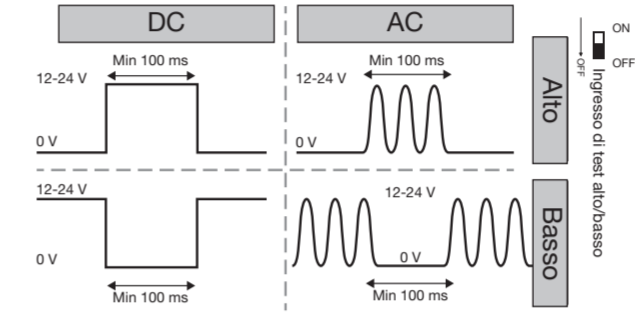 DC
AC
Min 100 ms
12-24 V
0 V
Min 100 ms
12-24 V
0 V
Alto
ON
OFF
OFF
Ingresso di test alto/basso
12-24 V
0 V
Min 100 ms
12-24 V
0 V
Min 100 ms
Basso